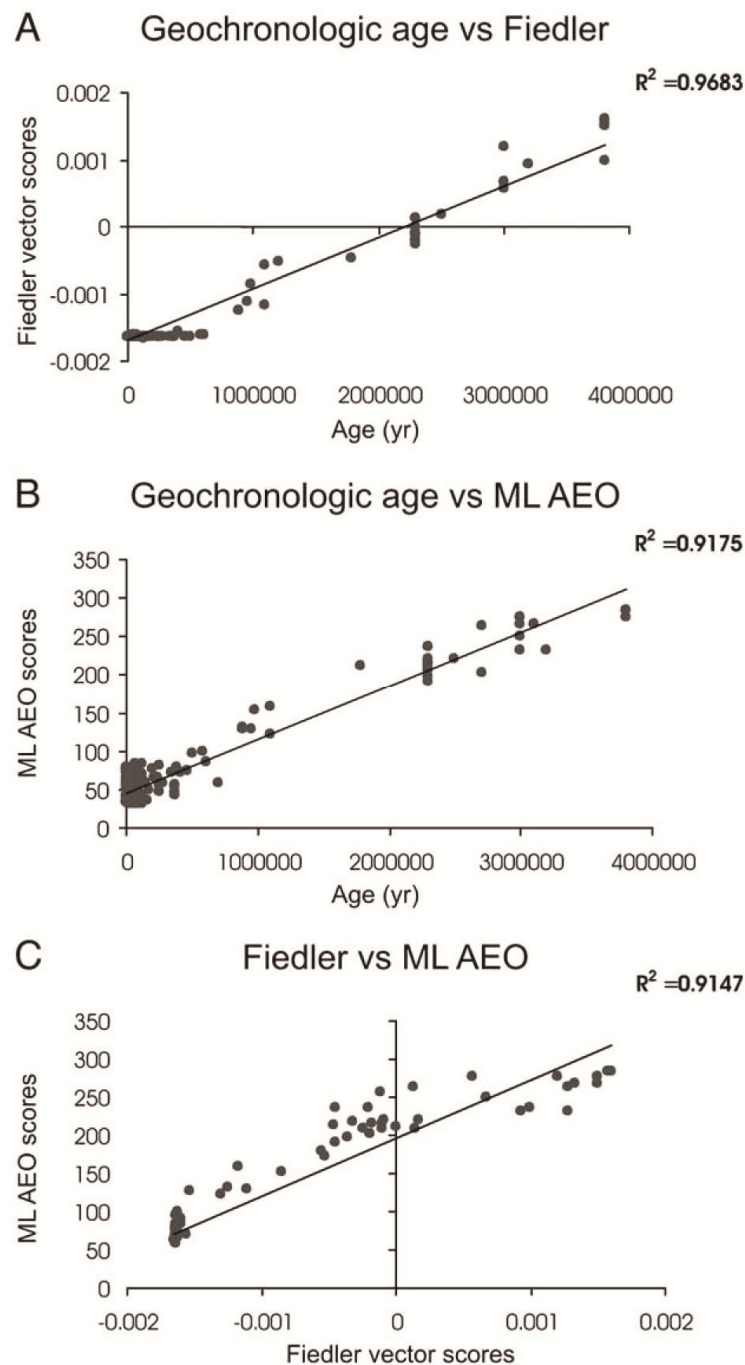 A
Geochronologic age vs Fiedler
R² =0.9683
0.002
0.001
0
-0.001
-0.002
Fiedler vector scores
0 1000000 2000000 3000000 4000000
Age (yr)
B
Geochronologic age vs ML AEO
R² =0.9175
350
300
250
200
150
100
50
0
ML AEO scores
0 1000000 2000000 3000000 4000000
Age (yr)
C
Fiedler vs ML AEO
R² =0.9147
350
300
250
200
150
100
50
0
ML AEO scores
-0.002 -0.001 0 0.001 0.002
Fiedler vector scores